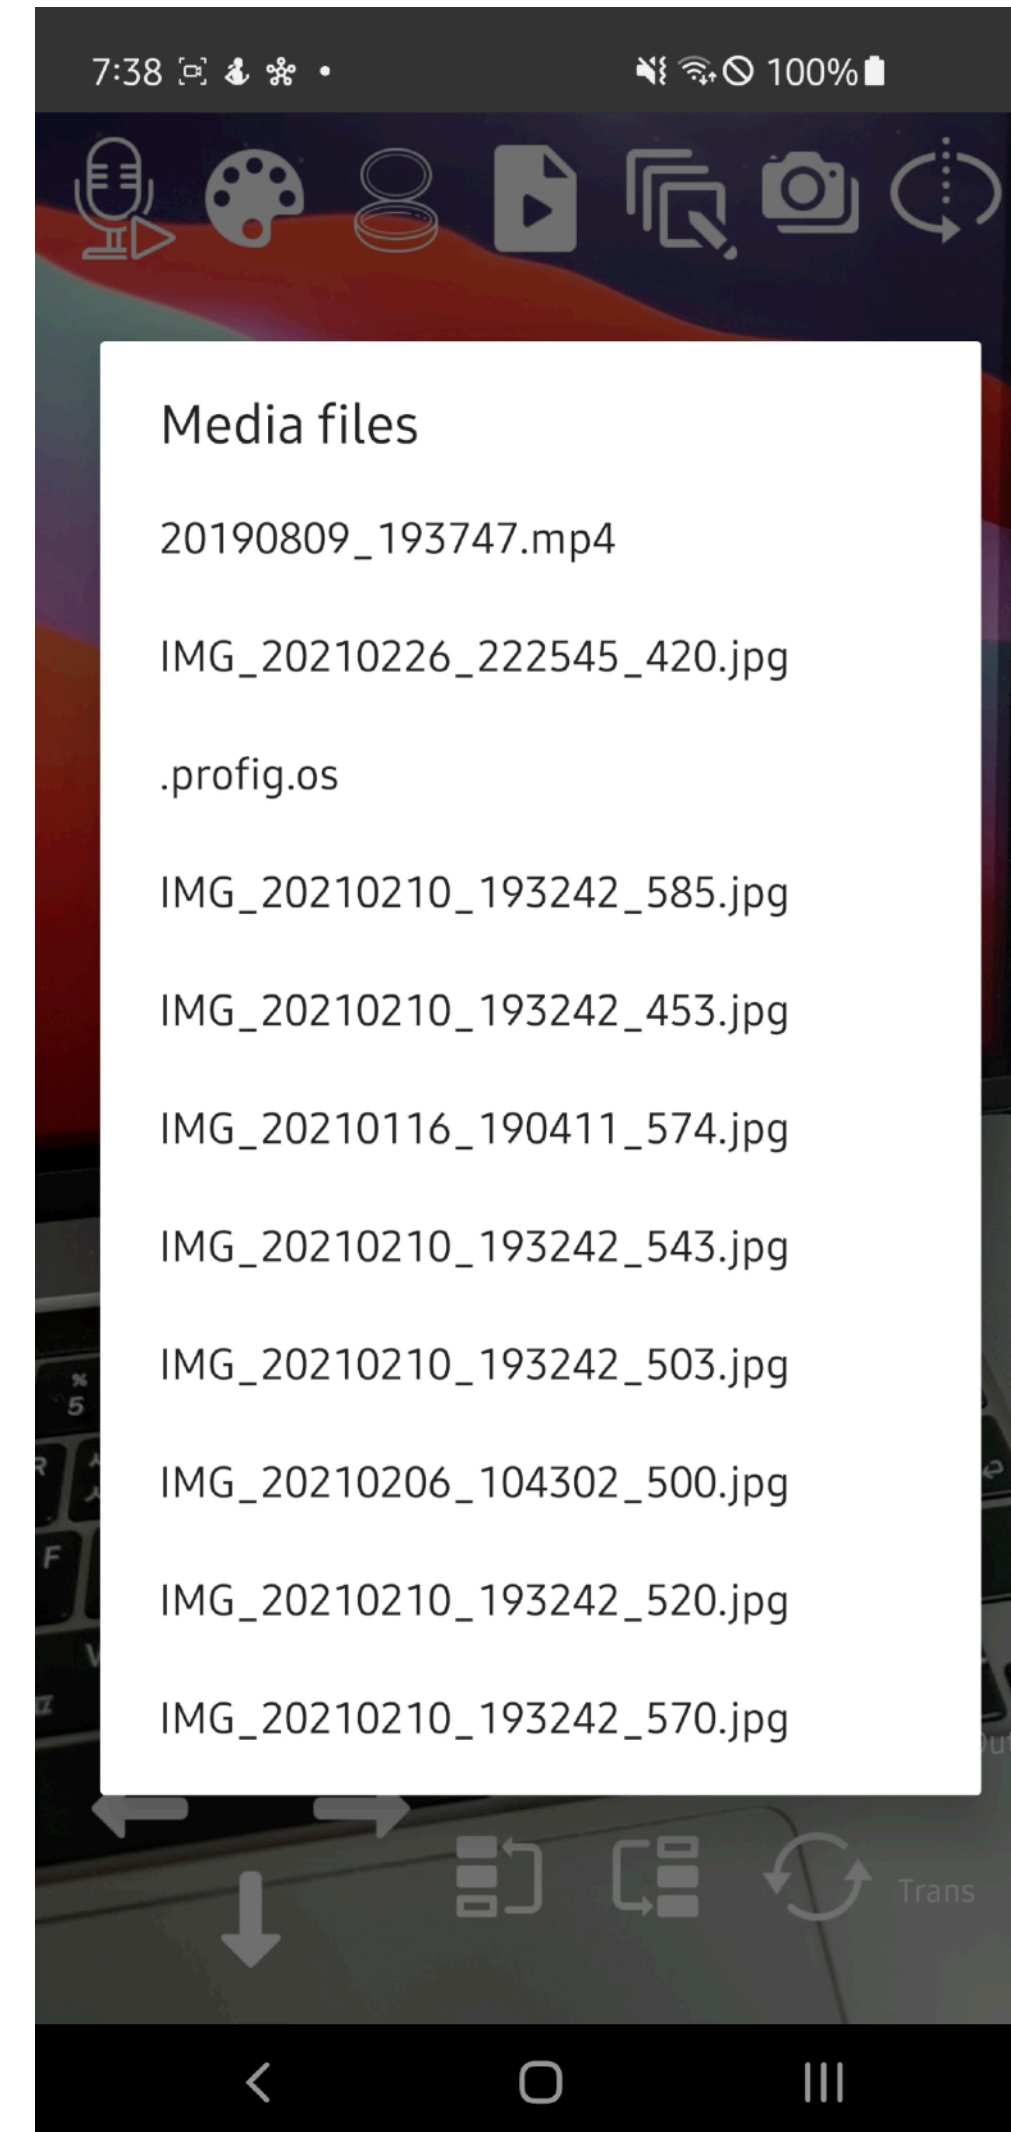 7:38
100%
Media files
20190809_193747.mp4
IMG_20210226_222545_420.jpg
.profig.os
IMG_20210210_193242_585.jpg
IMG_20210210_193242_453.jpg
IMG_20210116_190411_574.jpg
IMG_20210210_193242_543.jpg
IMG_20210210_193242_503.jpg
%
5
R
IMG_20210206_104302_500.jpg
F
IMG_20210210_193242_520.jpg
IMG_20210210_193242_570.jpg
Trans